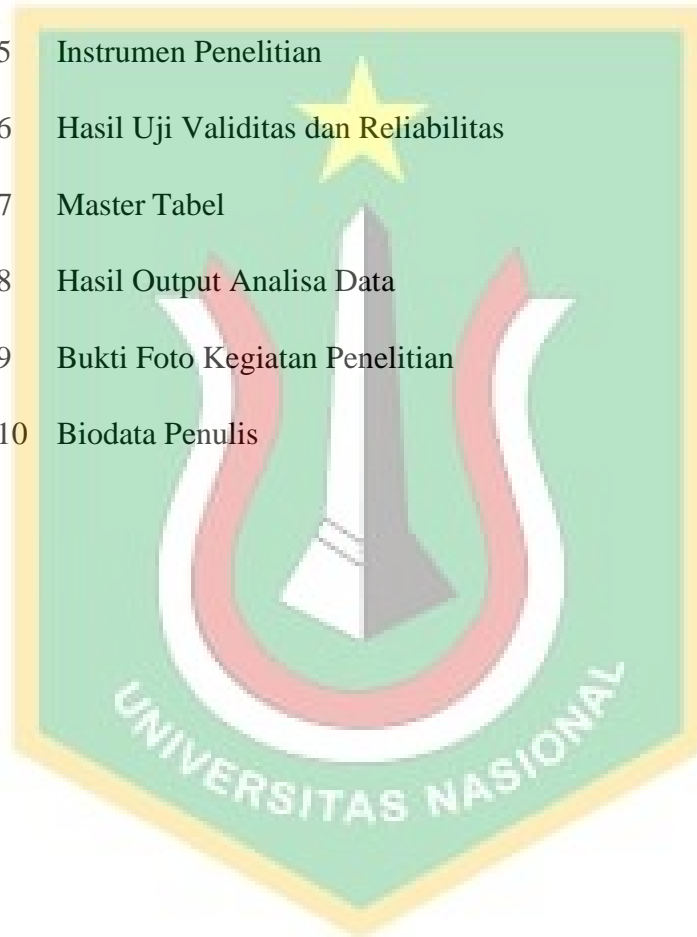 5 Instrumen Penelitian
6 Hasil Uji Validitas dan Reliabilitas
7 Master Tabel
8 Hasil Output Analisa Data
9 Bukti Foto Kegiatan Penelitian
10 Biodata Penulis
UNIVERSITAS NASIONAL